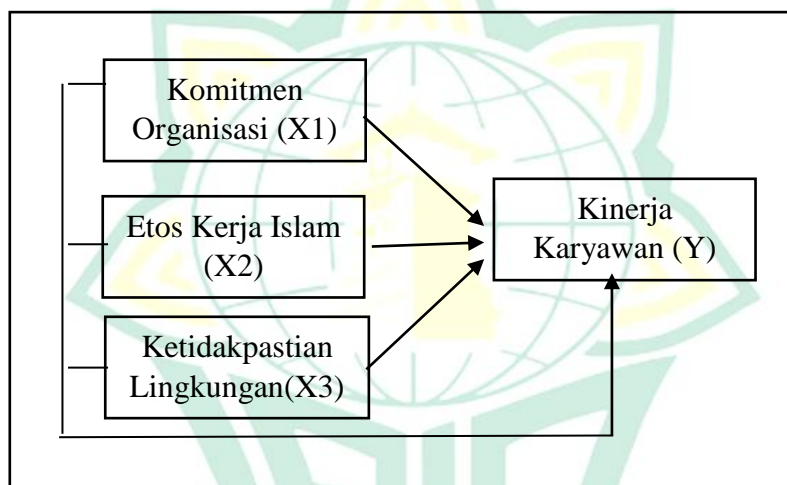 Komitmen
Organisasi (X1)
Etos Kerja Islam
(X2)
Kinerja
Karyawan (Y)
Ketidakpastian
Lingkungan(X3)